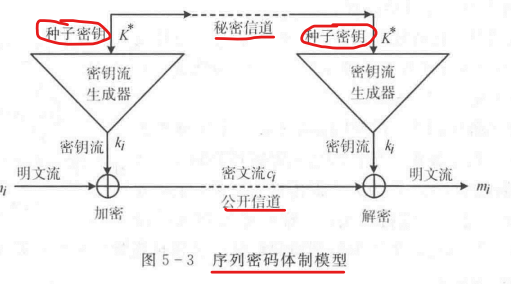 种子密钥 K* 秘密信道 种子密钥 K*
密钥流 密钥流
生成器 生成器
密钥流 ki 密钥流 ki
明文流 密文流ci 明文流
mi mi
公开信道
加密 解密
图 5-3 序列密码体制模型